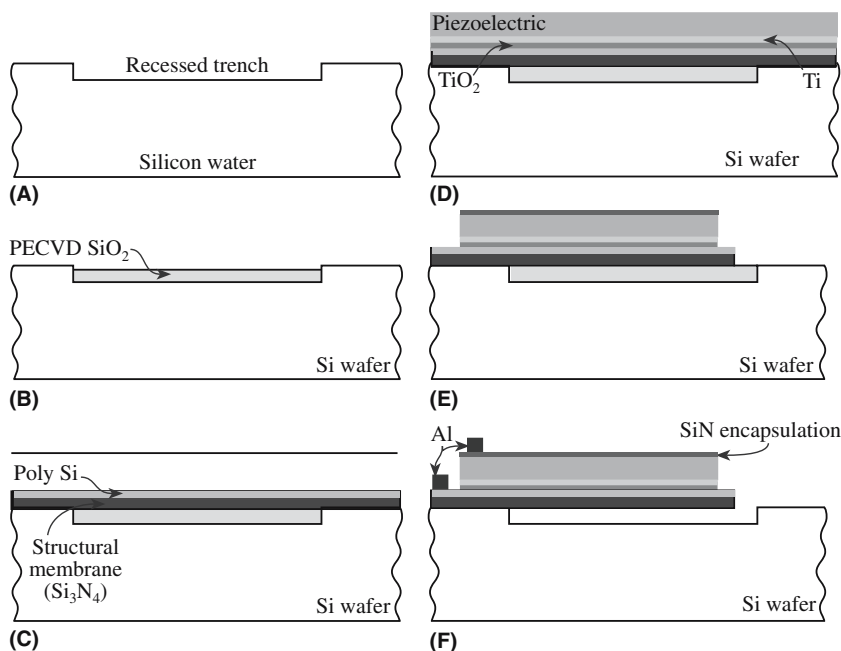 Recessed trench
Silicon water
(A)
PECVD SiO₂
Si wafer
(B)
Poly Si
Structural
membrane
(Si₃N₄)
Si wafer
(C)
Piezoelectric
TiO₂
Ti
Si wafer
(D)
Si wafer
(E)
Al
SiN encapsulation
Si wafer
(F)